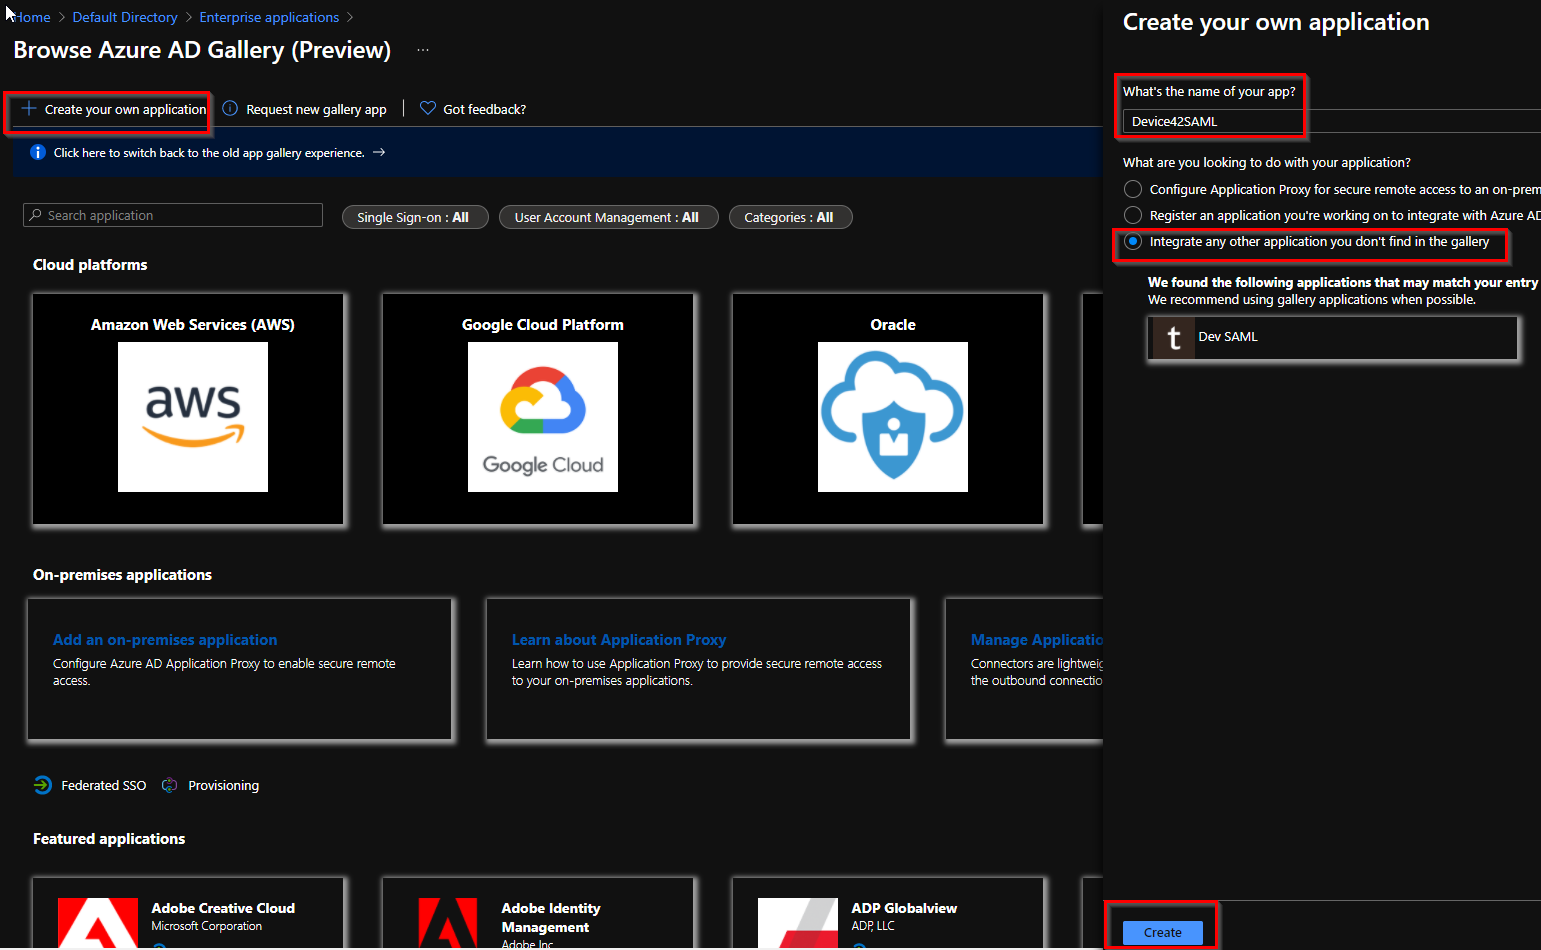 Home > Default Directory > Enterprise applications >
Browse Azure AD Gallery (Preview) ...
+ Create your own application
Request new gallery app
Got feedback?
Click here to switch back to the old app gallery experience. →
Search application
Single Sign-on : All
User Account Management : All
Categories : All
Cloud platforms
Amazon Web Services (AWS)
aws
Google Cloud Platform
Google Cloud
Oracle
On-premises applications
Add an on-premises application
Configure Azure AD Application Proxy to enable secure remote
access.
Learn about Application Proxy
Learn how to use Application Proxy to provide secure remote access
to your on-premises applications.
Manage Applicatio
Connectors are lightweig
the outbound connectio
Federated SSO
Provisioning
Featured applications
Adobe Creative Cloud
Microsoft Corporation
Adobe Identity
Management
Adobe Inc.
ADP Globalview
ADP, LLC
Create your own application
What's the name of your app?
Device42SAML
What are you looking to do with your application?
Configure Application Proxy for secure remote access to an on-prem
Register an application you're working on to integrate with Azure AD
Integrate any other application you don't find in the gallery
We found the following applications that may match your entry
We recommend using gallery applications when possible.
t
Dev SAML
Create